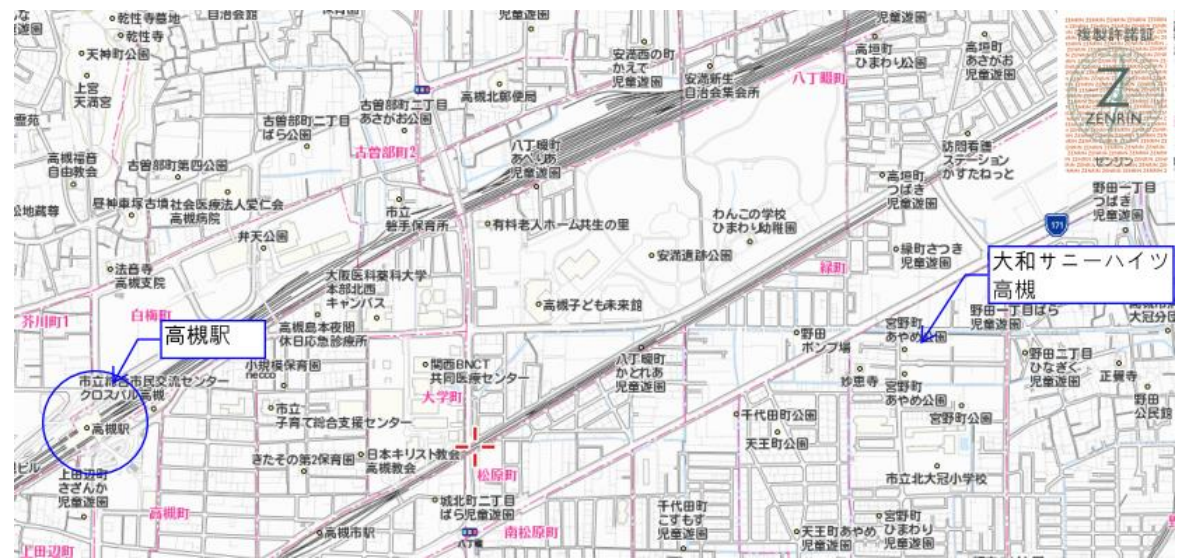 乾性寺墓地
自治会館
乾性寺
天神町公園
上宮
天満宮
霊苑
高槻福音
自由教会
古曽部町第四公園
古曽部町二丁目
ばら公園
古曽部町二丁目
あさがお公園
古曽部町2
高槻北郵便局
安満西の町
かえで
児童遊園
安満新生
自治会集会所
児童遊園
八丁畷町
高垣町
ひまわり公園
高垣町
あさがお
児童遊園
複製許諾証
Z
ZENRIN
ゼンリン
八丁畷町
あべりあ
児童遊園
訪問看護
ステーション
かすたねっと
高垣町
つばき
児童遊園
野田一丁目
つばき
児童遊園
171
松地蔵尊
昼神車塚古墳
社会医療法人愛仁会
高槻病院
弁天公園
市立
磐手保育所
有料老人ホーム共生の里
わんこの学校
ひまわり幼稚園
安満遺跡公園
緑町さつき
児童遊園
緑町
大和サニーハイツ
高槻
法音寺
高槻支院
大阪医科薬科大学
本部北西
キャンパス
高槻子ども未来館
芥川町1
白梅町
高槻駅
高槻島本夜間
休日応急診療所
野田
ポンプ場
宮野町
あやめ公園
野田一丁目ばら
児童遊園
大冠分団
小規模保育園
necco
関西BNCT
共同医療センター
八丁畷町
かとれあ
児童遊園
野田二丁目
ひなぎく
児童遊園
正覺寺
市立総合市民交流センター
クロスパル高槻
大学町
妙恵寺
宮野町
あやめ公園
野田
公民館
高槻駅
市立
子育て総合支援センター
千代田町公園
宮野町公園
天王町公園
きたその第2保育園
日本キリスト教会
高槻教会
松原町
上田辺町
さざんか
児童遊園
市立北大冠小学校
高槻町
城北町二丁目
ばら児童遊園
千代田町
こすもす
児童遊園
高槻市駅
八丁畷
南松原町
天王町あやめ
児童遊園
宮野町
ひまわり
児童遊園
上田辺町